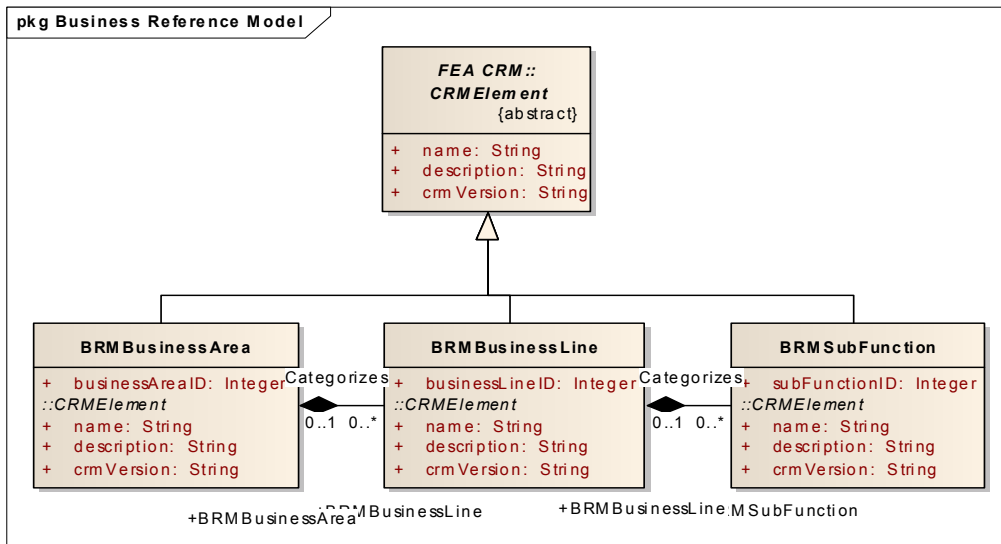 pkg Business Reference Model
FEA CRM::
CRMElement
{abstract}
+ name: String
+ description: String
+ crmVersion: String
BRMBusinessArea
+ businessAreaID: Integer
::CRMElement
+ name: String
+ description: String
+ crmVersion: String
Categorizes
0..1 0..*
BRMBusinessLine
+ businessLineID: Integer
::CRMElement
+ name: String
+ description: String
+ crmVersion: String
Categorizes
0..1 0..*
BRMSubFunction
+ subFunctionID: Integer
::CRMElement
+ name: String
+ description: String
+ crmVersion: String
+BRMBusinessArea
+BRMBusinessLine
+BRMBusinessLine
MSubFunction